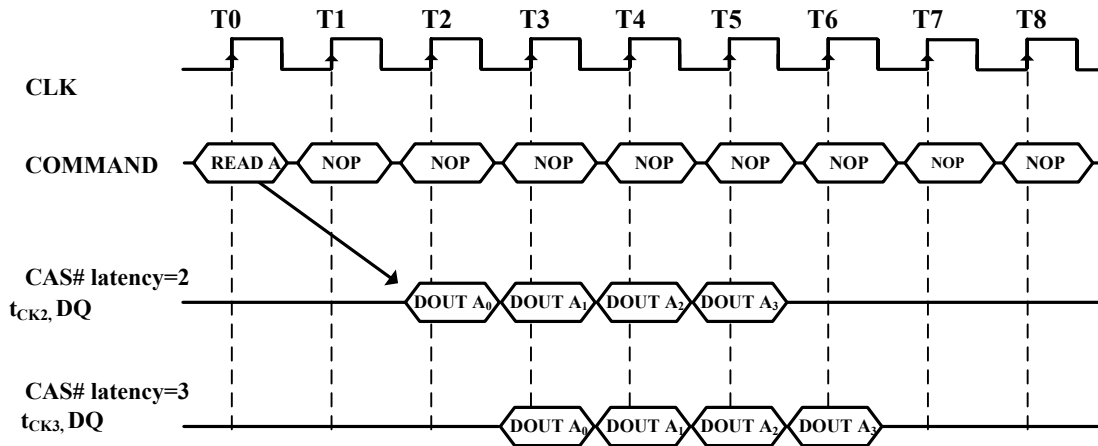 T0 T1 T2 T3 T4 T5 T6 T7 T8
CLK
COMMAND READ A NOP NOP NOP NOP NOP NOP NOP NOP
CAS# latency=2
tCK2, DQ DOUT A0 DOUT A1 DOUT A2 DOUT A3
CAS# latency=3
tCK3, DQ DOUT A0 DOUT A1 DOUT A2 DOUT A3